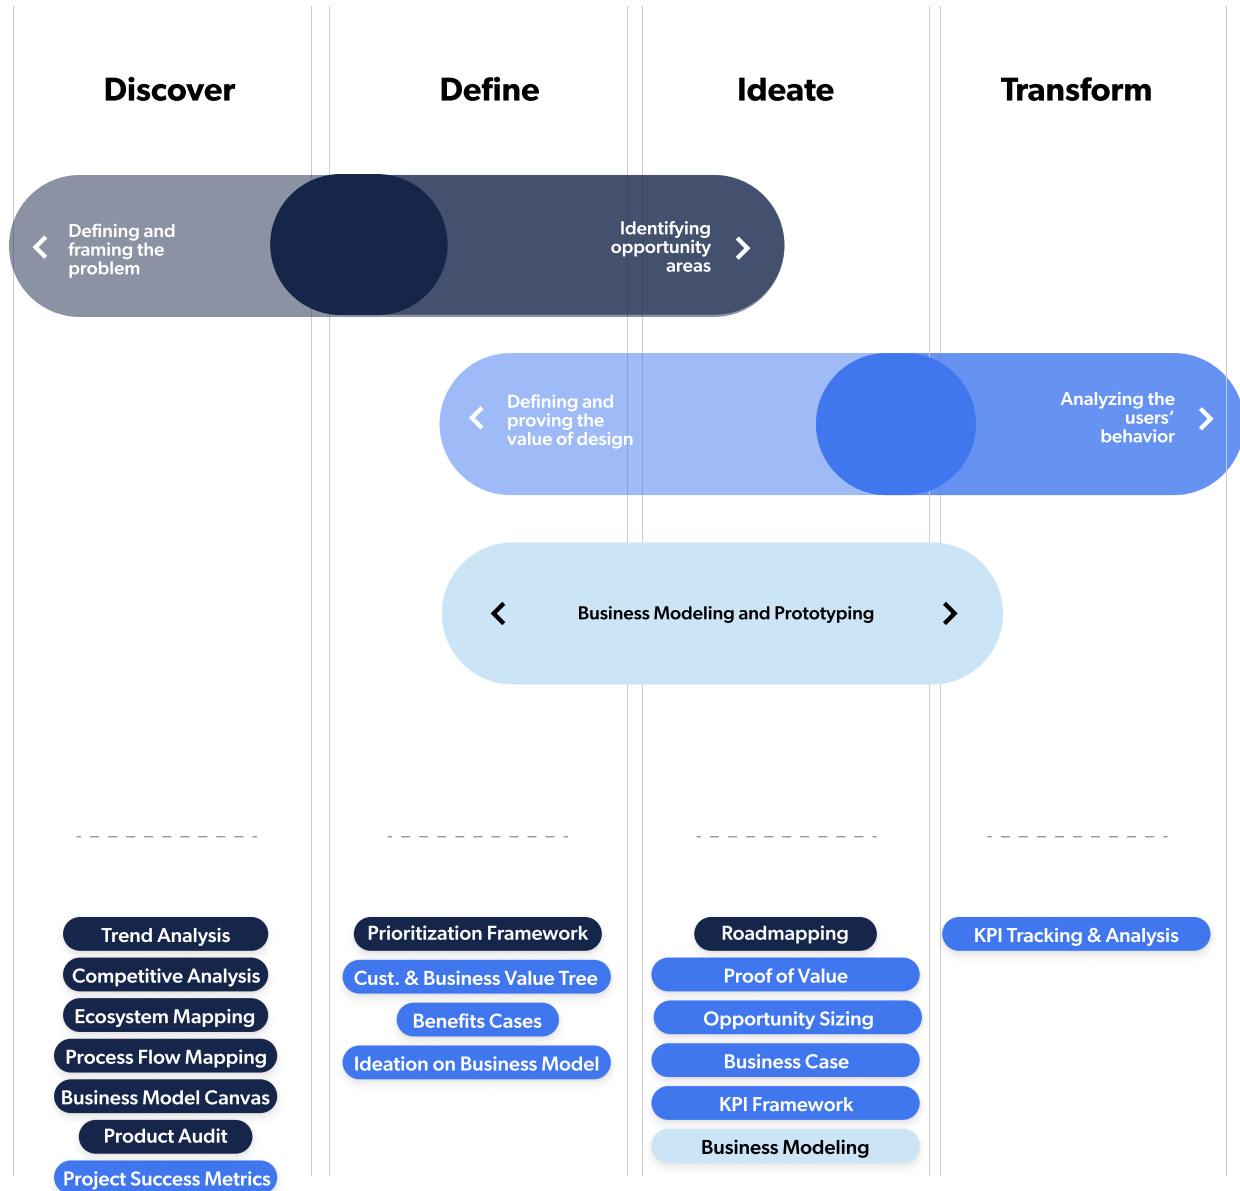 Discover
Define
Ideate
Transform
Defining and
framing the
problem
Identifying
opportunity
areas
Defining and
proving the
value of design
Analyzing the
users’
behavior
Business Modeling and Prototyping
Trend Analysis
Competitive Analysis
Ecosystem Mapping
Process Flow Mapping
Business Model Canvas
Product Audit
Project Success Metrics
Prioritization Framework
Cust. & Business Value Tree
Benefits Cases
Ideation on Business Model
Roadmapping
Proof of Value
Opportunity Sizing
Business Case
KPI Framework
Business Modeling
KPI Tracking & Analysis